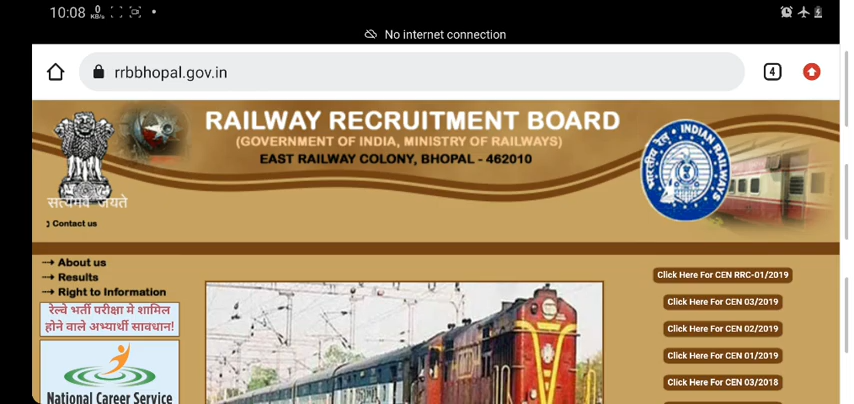 10:08 0 KB/s
No internet connection
rrbbhopal.gov.in
4
RAILWAY RECRUITMENT BOARD
(GOVERNMENT OF INDIA, MINISTRY OF RAILWAYS)
EAST RAILWAY COLONY, BHOPAL - 462010
सत्यमेव जयते
भारतीय रेल INDIAN RAILWAYS
Contact us
About us
Results
Right to Information
रेल्वे भर्ती परीक्षा मे शामिल
होने वाले अभ्यार्थी सावधान!
National Career Service
Click Here For CEN RRC-01/2019
Click Here For CEN 03/2019
Click Here For CEN 02/2019
Click Here For CEN 01/2019
Click Here For CEN 03/2018